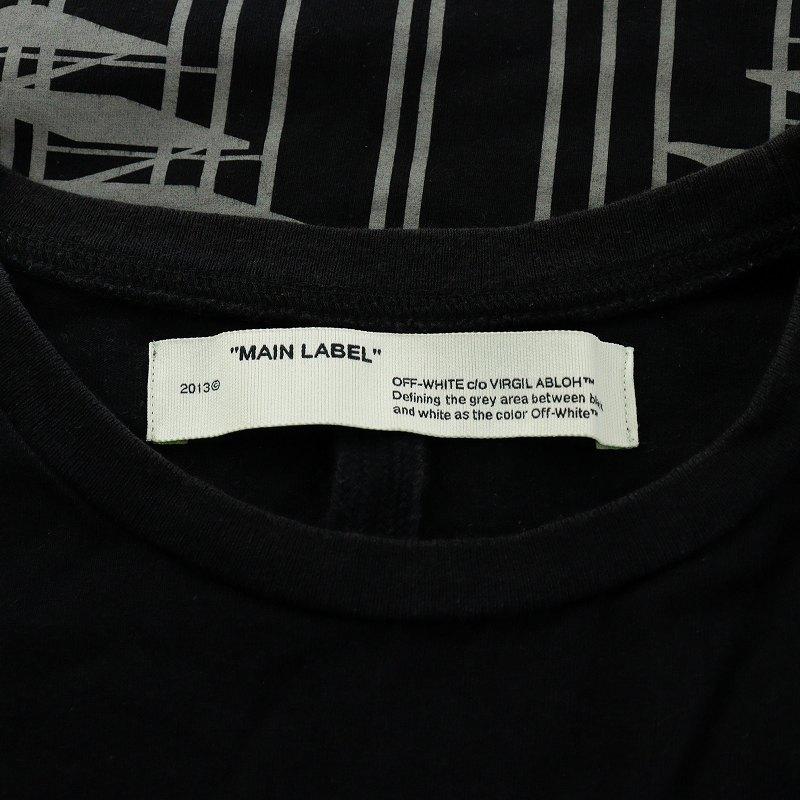 "MAIN LABEL"
2013©
OFF-WHITE c/o VIRGIL ABLOH™
Defining the grey area between
and white as the color Off-White™